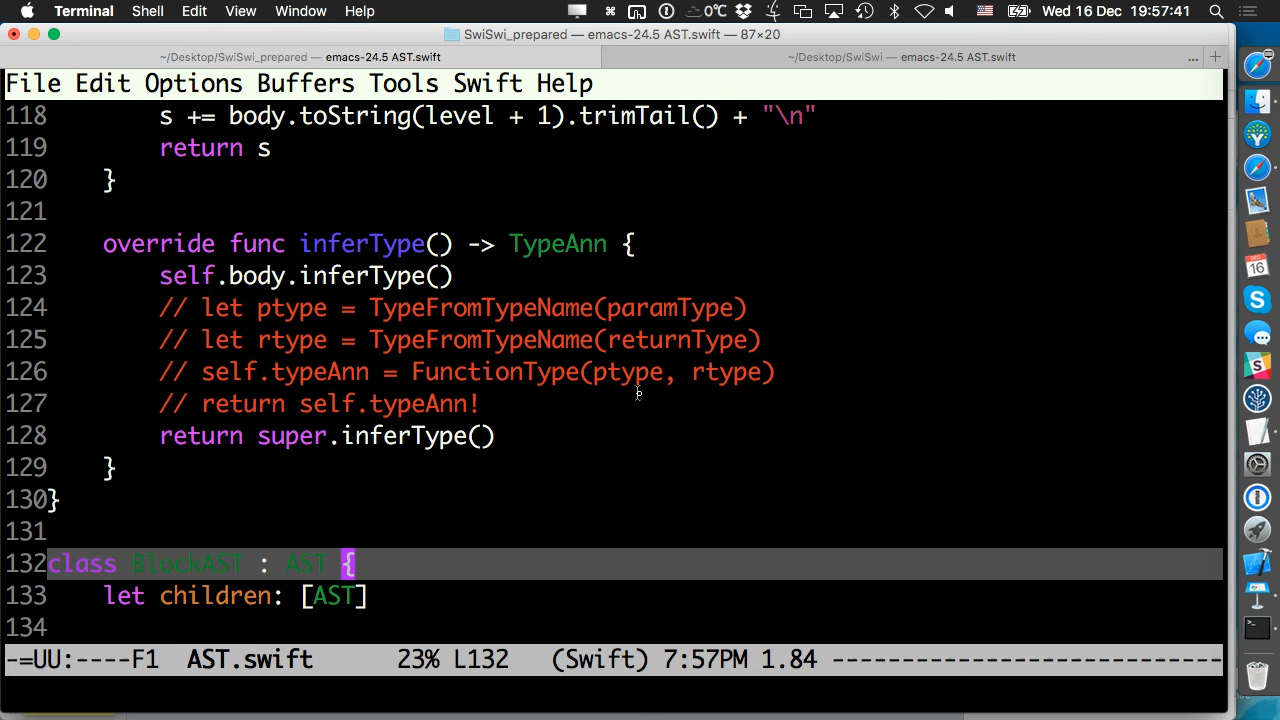 Terminal Shell Edit View Window Help 0°C Wed 16 Dec 19:57:41
SwiSwi_prepared — emacs-24.5 AST.swift — 87×20
~/Desktop/SwiSwi_prepared — emacs-24.5 AST.swift ~/Desktop/SwiSwi — emacs-24.5 AST.swift ... +
File Edit Options Buffers Tools Swift Help
118 s += body.toString(level + 1).trimTail() + "\n"
119 return s
120 }
121
122 override func inferType() -> TypeAnn {
123 self.body.inferType()
124 // let ptype = TypeFromTypeName(paramType)
125 // let rtype = TypeFromTypeName(returnType)
126 // self.typeAnn = FunctionType(ptype, rtype)
127 // return self.typeAnn!
128 return super.inferType()
129 }
130}
131
132class BlockAST : AST {
133 let children: [AST]
134
-=UU:----F1 AST.swift 23% L132 (Swift) 7:57PM 1.84 ----------------------------